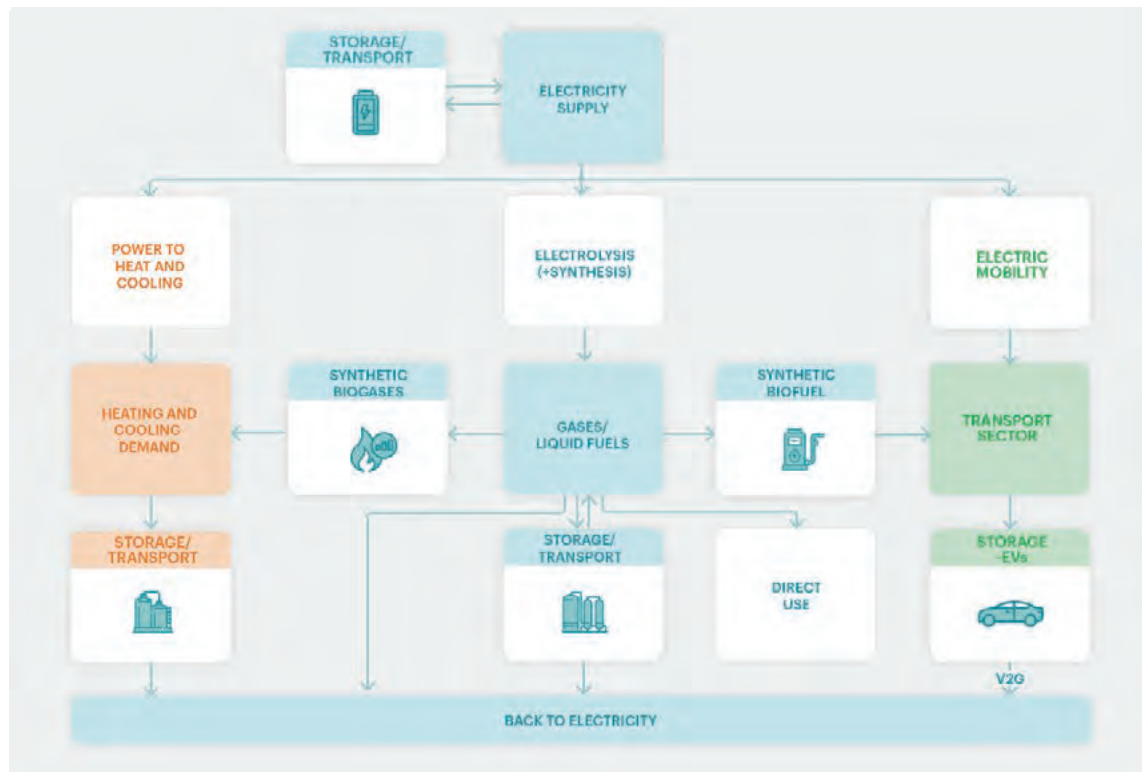 STORAGE/
TRANSPORT
ELECTRICITY
SUPPLY
POWER TO
HEAT AND
COOLING
ELECTROLYSIS
(+SYNTHESIS)
ELECTRIC
MOBILITY
HEATING AND
COOLING
DEMAND
SYNTHETIC
BIOGASES
GASES/
LIQUID FUELS
SYNTHETIC
BIOFUEL
TRANSPORT
SECTOR
STORAGE/
TRANSPORT
STORAGE/
TRANSPORT
DIRECT
USE
STORAGE
-EVs
V2G
BACK TO ELECTRICITY